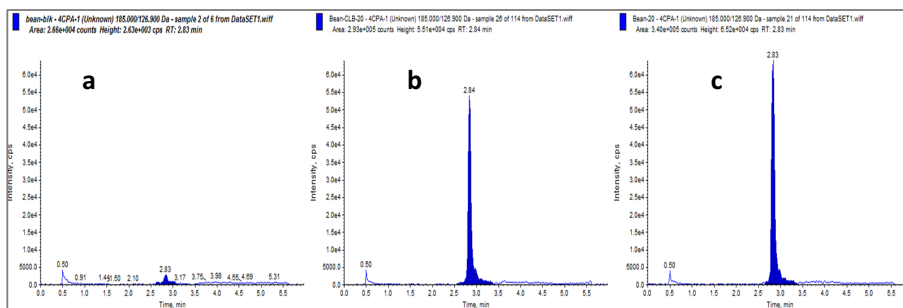 bean-blk - 4CPA-1 (Unknown) 185.000/126.900 Da - sample 2 of 6 from DataSET1.wiff
Area: 2.66e+004 counts Height: 2.63e+003 cps RT: 2.83 min
a
Intensity, cps
6.0e4
5.5e4
5.0e4
4.5e4
4.0e4
3.5e4
3.0e4
2.5e4
2.0e4
1.5e4
1.0e4
5000.0
0.0
0.50
0.91
1.44
1.50
2.10
2.83
3.17
3.75
3.98
4.55
4.69
5.31
0.0 0.5 1.0 1.5 2.0 2.5 3.0 3.5 4.0 4.5 5.0 5.5
Time, min
Bean-CLB-20 - 4CPA-1 (Unknown) 185.000/126.900 Da - sample 26 of 114 from DataSET1.wiff
Area: 2.93e+005 counts Height: 5.51e+004 cps RT: 2.84 min
b
Intensity, cps
6.0e4
5.5e4
5.0e4
4.5e4
4.0e4
3.5e4
3.0e4
2.5e4
2.0e4
1.5e4
1.0e4
5000.0
0.0
0.50
2.84
0.0 0.5 1.0 1.5 2.0 2.5 3.0 3.5 4.0 4.5 5.0 5.5
Time, min
Bean-20 - 4CPA-1 (Unknown) 185.000/126.900 Da - sample 21 of 114 from DataSET1.wiff
Area: 3.40e+005 counts Height: 6.52e+004 cps RT: 2.83 min
c
Intensity, cps
6.0e4
5.5e4
5.0e4
4.5e4
4.0e4
3.5e4
3.0e4
2.5e4
2.0e4
1.5e4
1.0e4
5000.0
0.0
0.50
2.83
0.0 0.5 1.0 1.5 2.0 2.5 3.0 3.5 4.0 4.5 5.0 5.5
Time, min